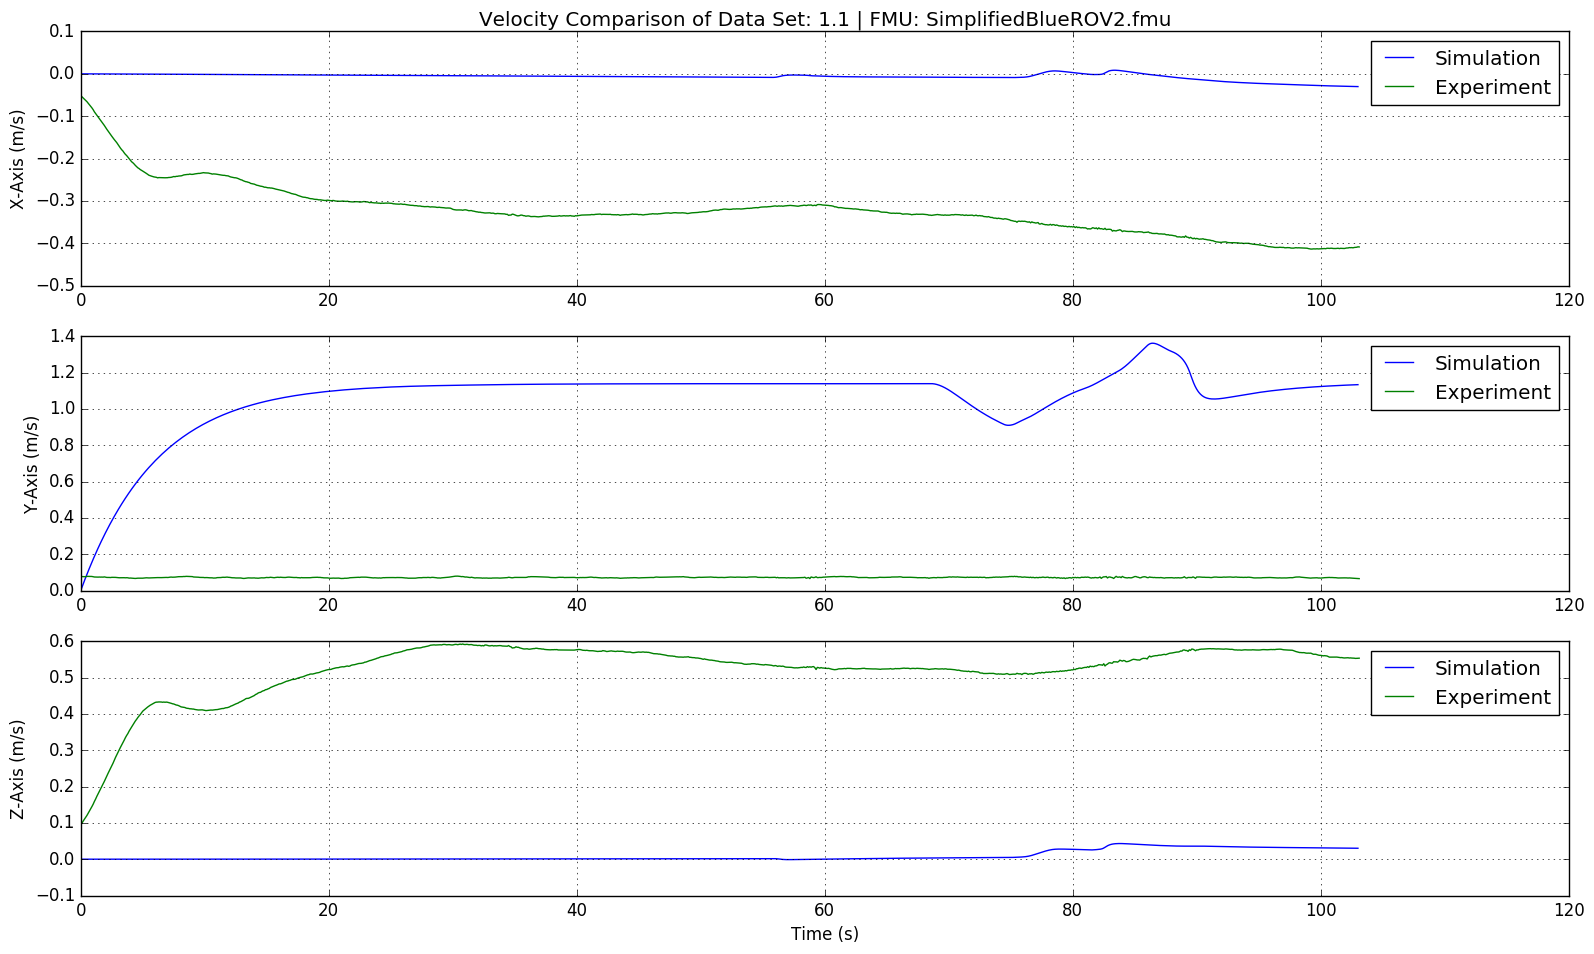 Velocity Comparison of Data Set: 1.1 | FMU: SimplifiedBlueROV2.fmu
X-Axis (m/s)
0.1
0.0
−0.1
−0.2
−0.3
−0.4
−0.5
0 20 40 60 80 100 120
Simulation
Experiment
Y-Axis (m/s)
1.4
1.2
1.0
0.8
0.6
0.4
0.2
0.0
0 20 40 60 80 100 120
Simulation
Experiment
Z-Axis (m/s)
0.6
0.5
0.4
0.3
0.2
0.1
0.0
−0.1
0 20 40 60 80 100 120
Simulation
Experiment
Time (s)